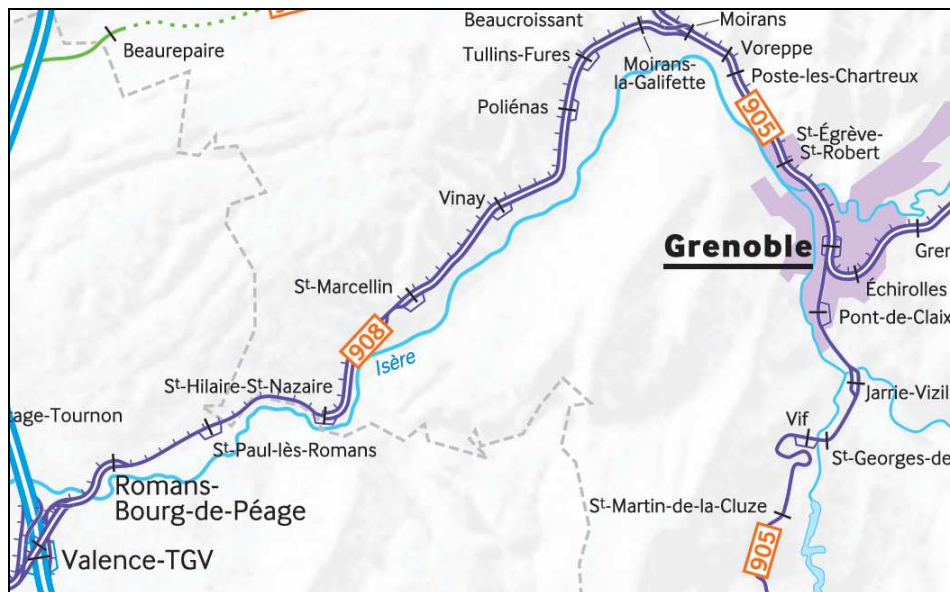 Beaurepaire
Beaucroissant
Moirans
Tullins-Fures
Moirans-
la-Galifette
Voreppe
Poste-les-Chartreux
Poliénas
905
St-Égrève-
St-Robert
Vinay
Grenoble
Gren
Échirolles
St-Marcellin
Pont-de-Claix
908
Isère
St-Hilaire-St-Nazaire
Jarrie-Vizil
age-Tournon
Vif
St-Paul-lès-Romans
St-Georges-de
Romans-
Bourg-de-Péage
St-Martin-de-la-Cluze
Valence-TGV
905